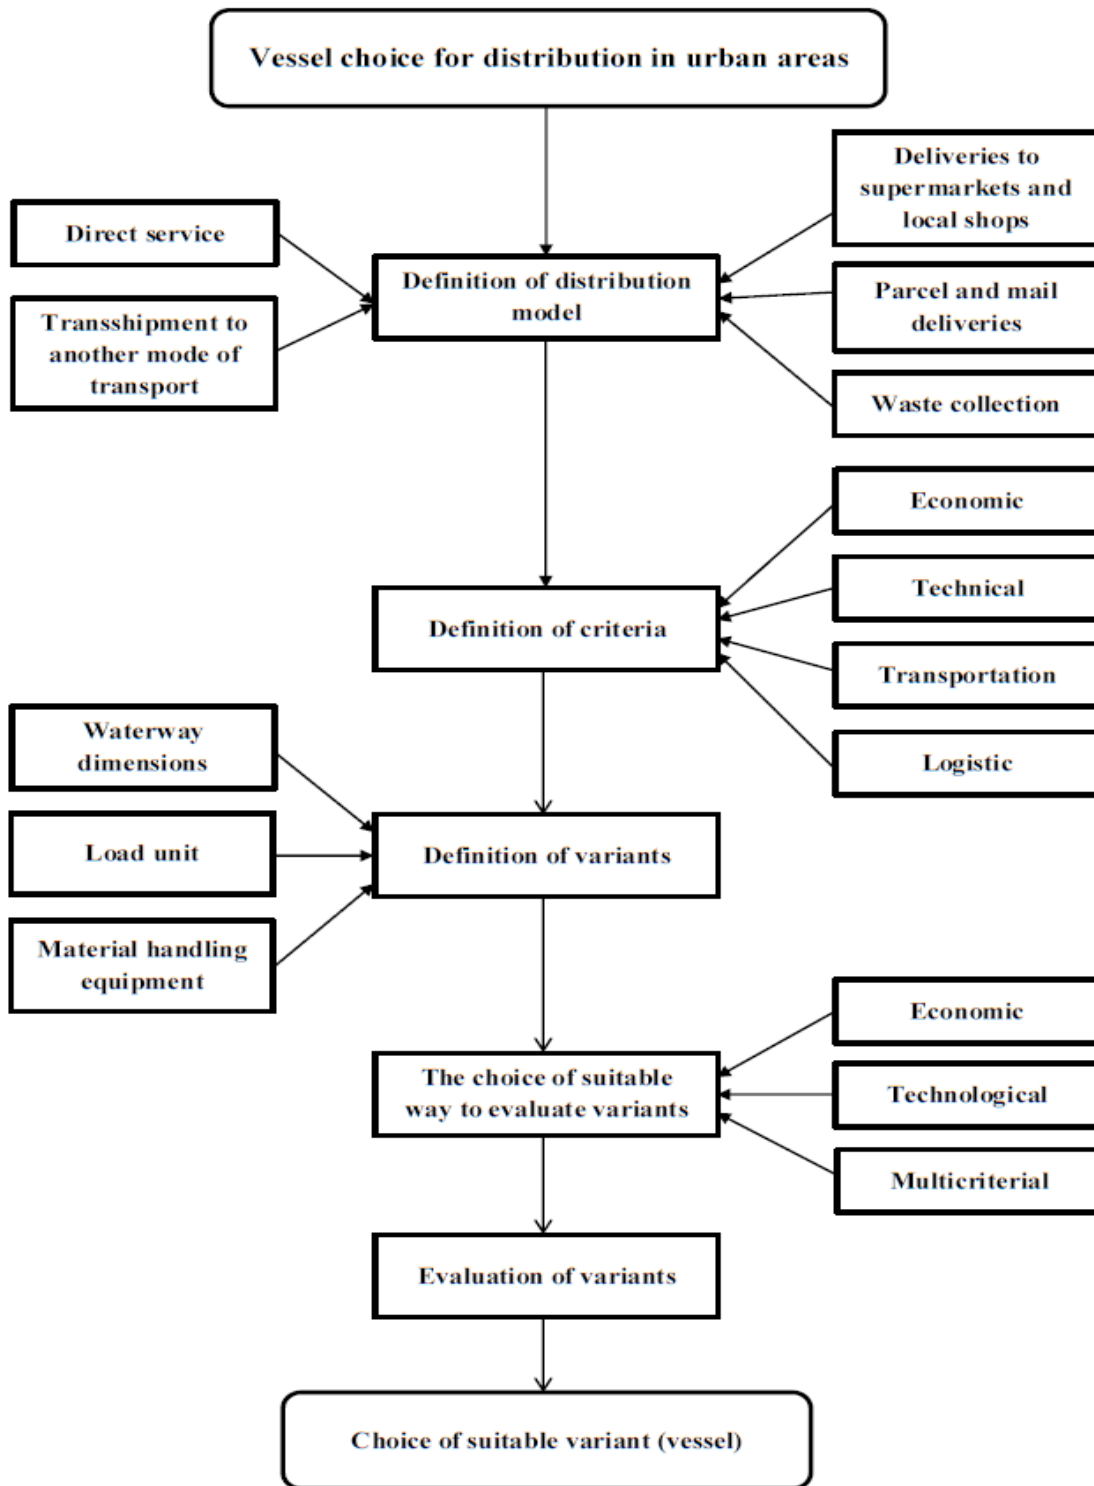 Vessel choice for distribution in urban areas
Deliveries to
supermarkets and
local shops
Direct service
Definition of distribution
model
Parcel and mail
deliveries
Transshipment to
another mode of
transport
Waste collection
Economic
Technical
Definition of criteria
Transportation
Logistic
Waterway
dimensions
Load unit
Definition of variants
Material handling
equipment
Economic
The choice of suitable
way to evaluate variants
Technological
Multicriterial
Evaluation of variants
Choice of suitable variant (vessel)